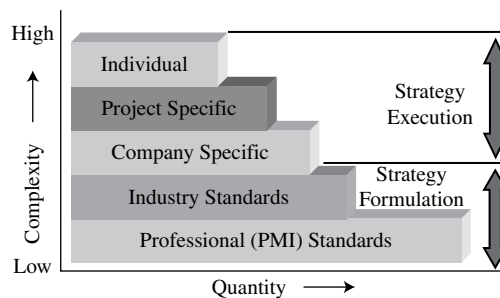 High
Individual
Project Specific
Company Specific
Industry Standards
Professional (PMI) Standards
Strategy
Execution
Strategy
Formulation
Complexity
Low
Quantity